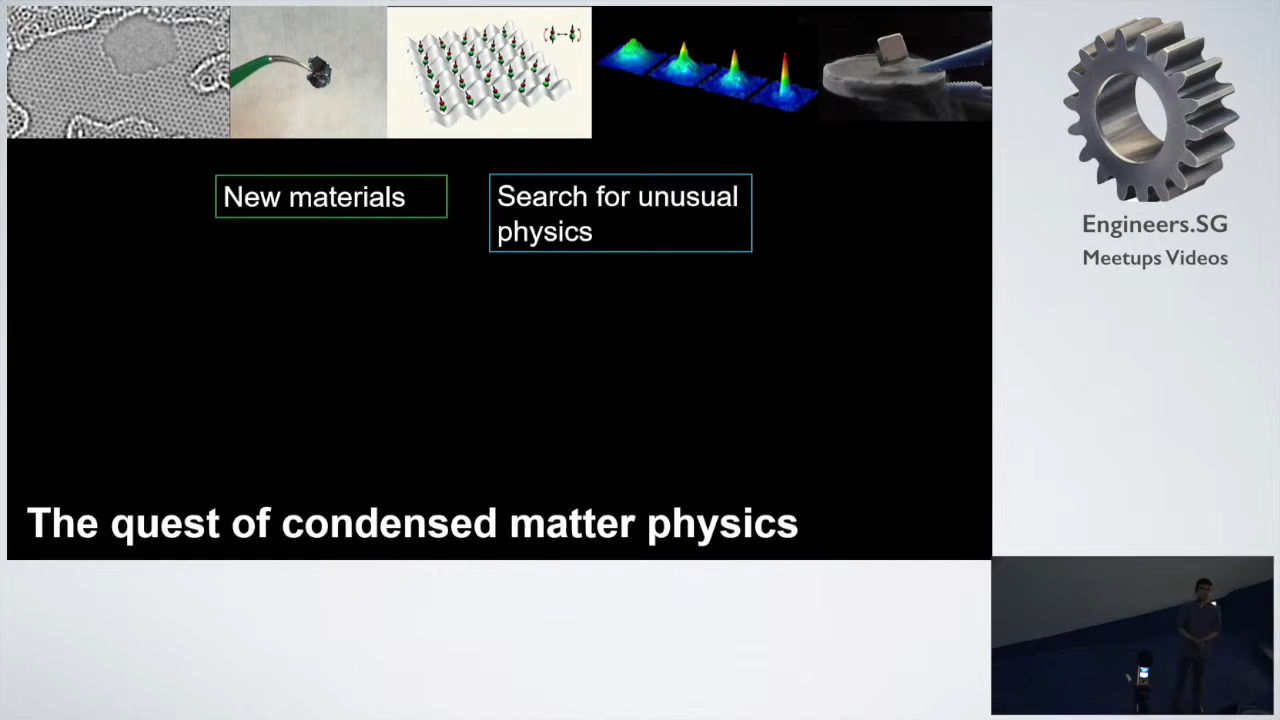 New materials
Search for unusual
physics
The quest of condensed matter physics
Engineers.SG
Meetups Videos